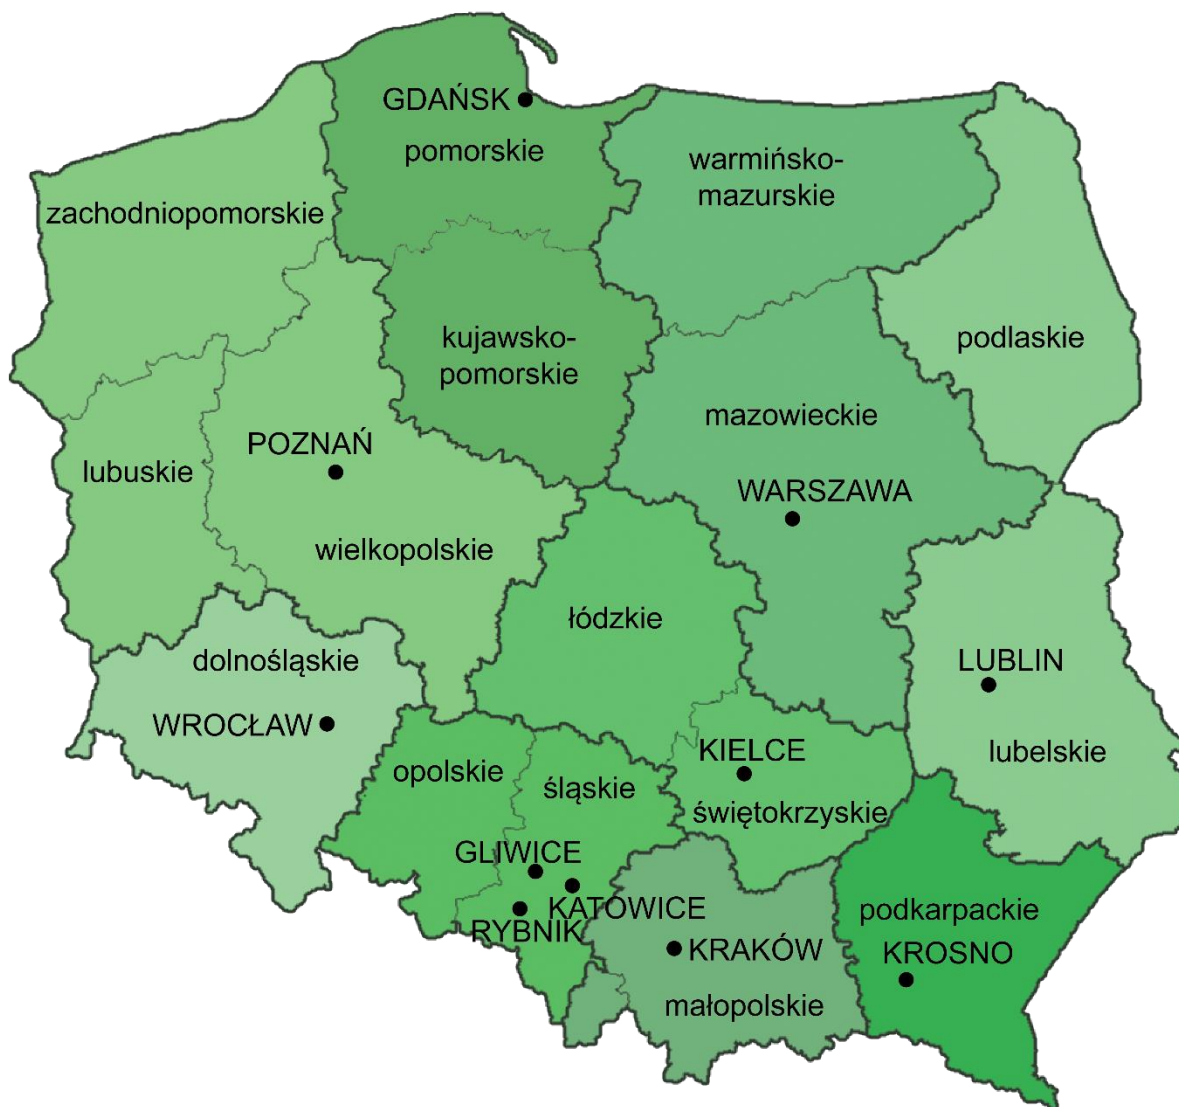 GDAŃSK
pomorskie
warmińsko-
mazurskie
zachodniopomorskie
kujawsko-
pomorskie
podlaskie
mazowieckie
POZNAŃ
lubuskie
WARSZAWA
wielkopolskie
łódzkie
dolnośląskie
LUBLIN
WROCŁAW
KIELCE
lubelskie
opolskie
śląskie
świętokrzyskie
GLIWICE
KATOWICE
podkarpackie
RYBNIK
KRAKÓW
KROSNO
małopolskie